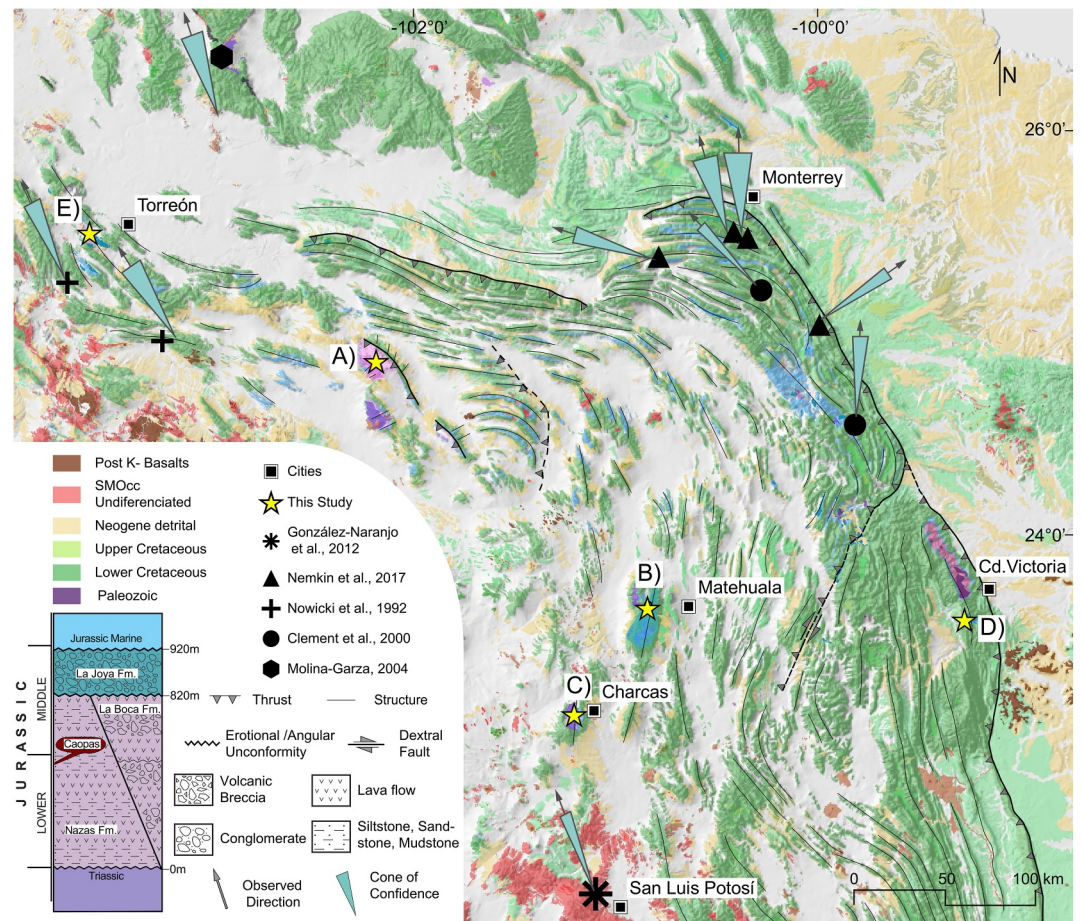 -102°0'
-100°0'
N
26°0'
Monterrey
Torreón
E)
A)
24°0'
Cd.Victoria
B)
Matehuala
D)
C)
Charcas
San Luis Potosí
0
50
100 km
Post K- Basalts
SMOcc
Undiferenciated
Neogene detrital
Upper Cretaceous
Lower Cretaceous
Paleozoic
Cities
This Study
González-Naranjo
et al., 2012
Nemkin et al., 2017
Nowicki et al., 1992
Clement et al., 2000
Molina-Garza, 2004
Thrust
Structure
Erotional /Angular
Unconformity
Dextral
Fault
Volcanic
Breccia
Lava flow
Conglomerate
Siltstone, Sand-
stone, Mudstone
Observed
Direction
Cone of
Confidence
JURASSIC
MIDDLE
LOWER
Jurassic Marine
920m
La Joya Fm.
820m
La Boca Fm.
Caopas
Nazas Fm.
0m
Triassic